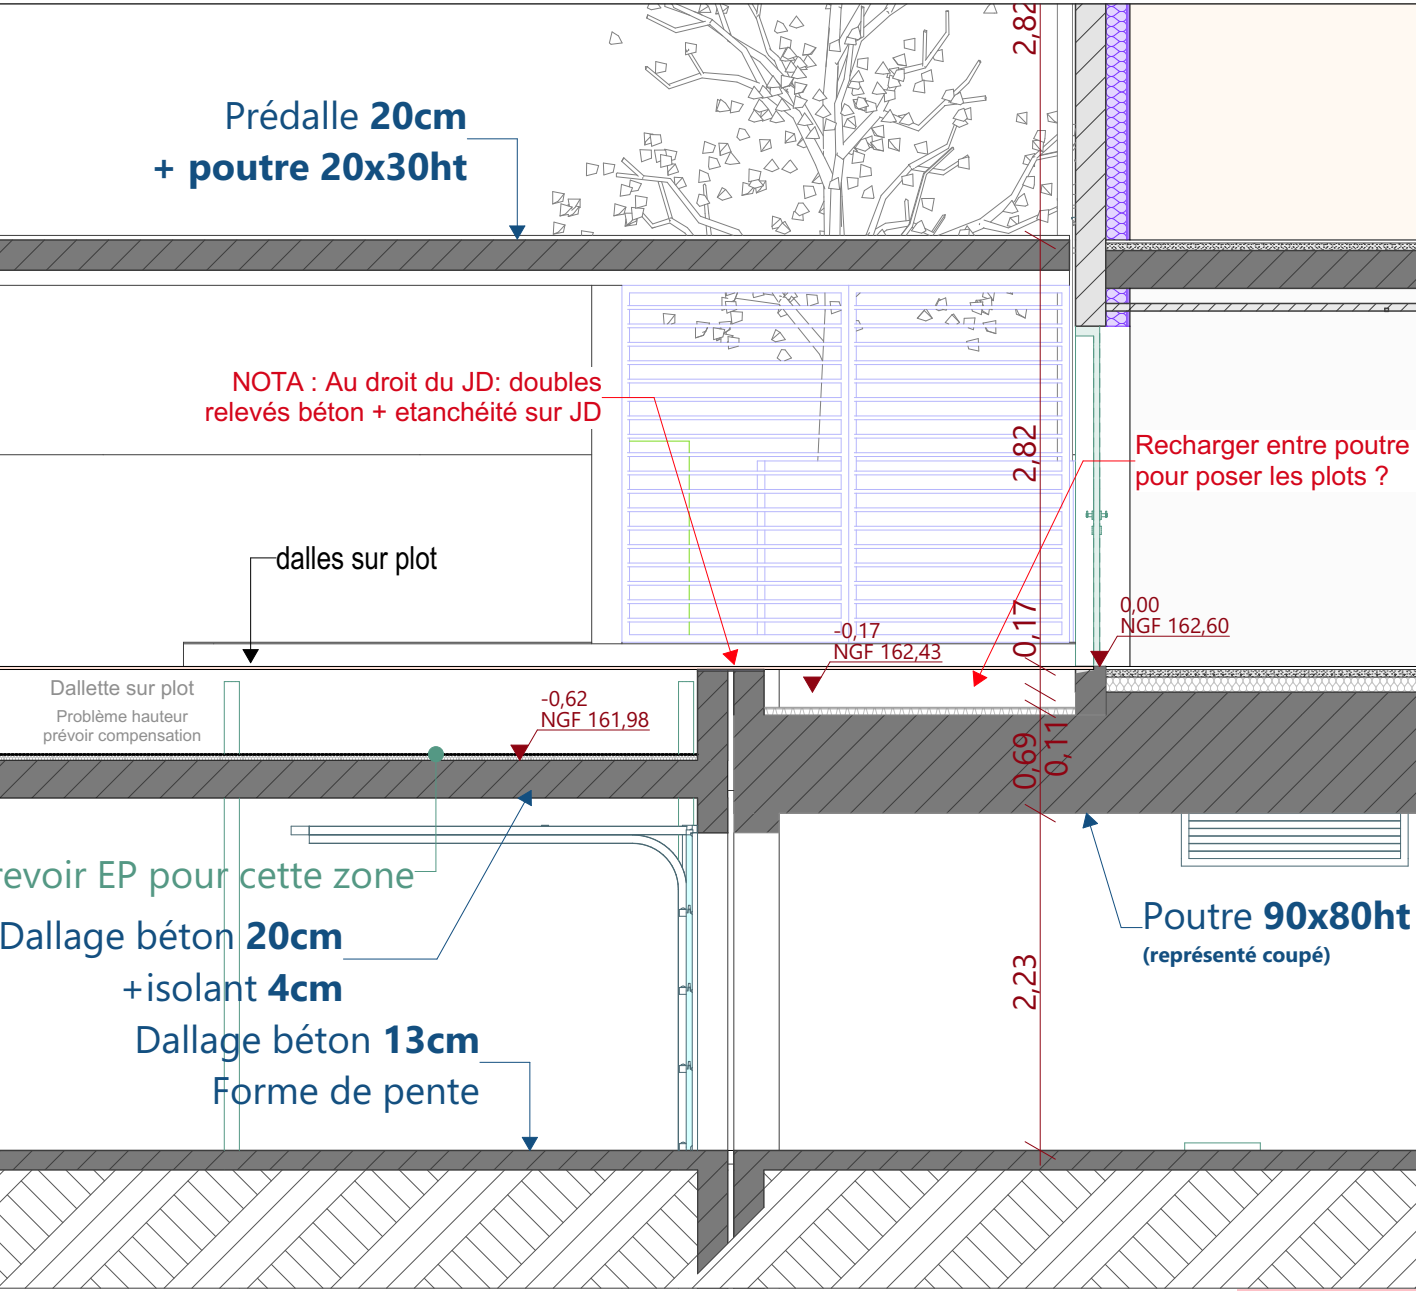 2,82
Prédalle 20cm
+ poutre 20x30ht
NOTA : Au droit du JD: doubles
relevés béton + etanchéité sur JD
2,82
Recharger entre poutre
pour poser les plots ?
dalles sur plot
0,17
-0,17
NGF 162,43
0,00
NGF 162,60
Dallette sur plot
Problème hauteur
prévoir compensation
-0,62
NGF 161,98
0,69
0,11
revoir EP pour cette zone
Dallage béton 20cm
+isolant 4cm
Poutre 90x80ht
(représenté coupé)
2,23
Dallage béton 13cm
Forme de pente